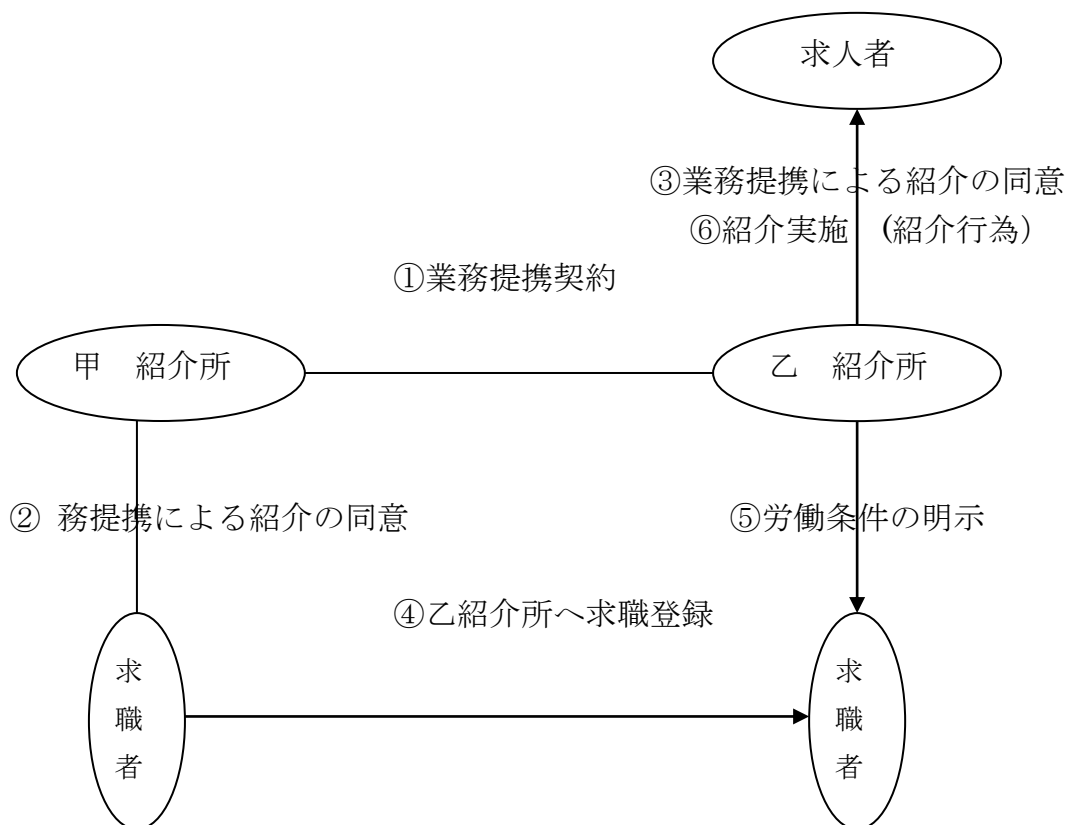 求人者
③業務提携による紹介の同意
⑥紹介実施 (紹介行為）
①業務提携契約
甲 紹介所
乙 紹介所
② 務提携による紹介の同意
⑤労働条件の明示
④乙紹介所へ求職登録
求職者
求職者